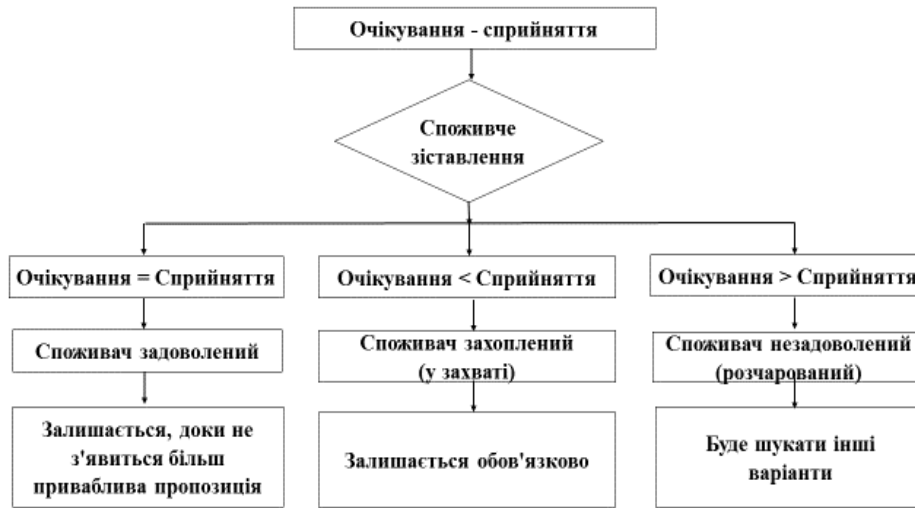 Очікування - сприйняття
Споживче
зіставлення
Очікування = Сприйняття
Очікування < Сприйняття
Очікування > Сприйняття
Споживач задоволений
Споживач захоплений
(у захваті)
Споживач незадоволений
(розчарований)
Залишається, доки не
з'явиться більш
приваблива пропозиція
Залишається обов'язково
Буде шукати інші
варіанти